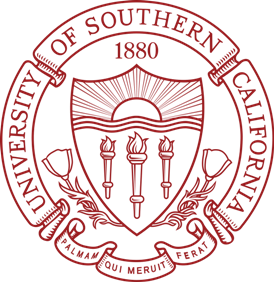 UNIVERSITY OF SOUTHERN CALIFORNIA
1880
PALMAM QUI MERUIT FERAT